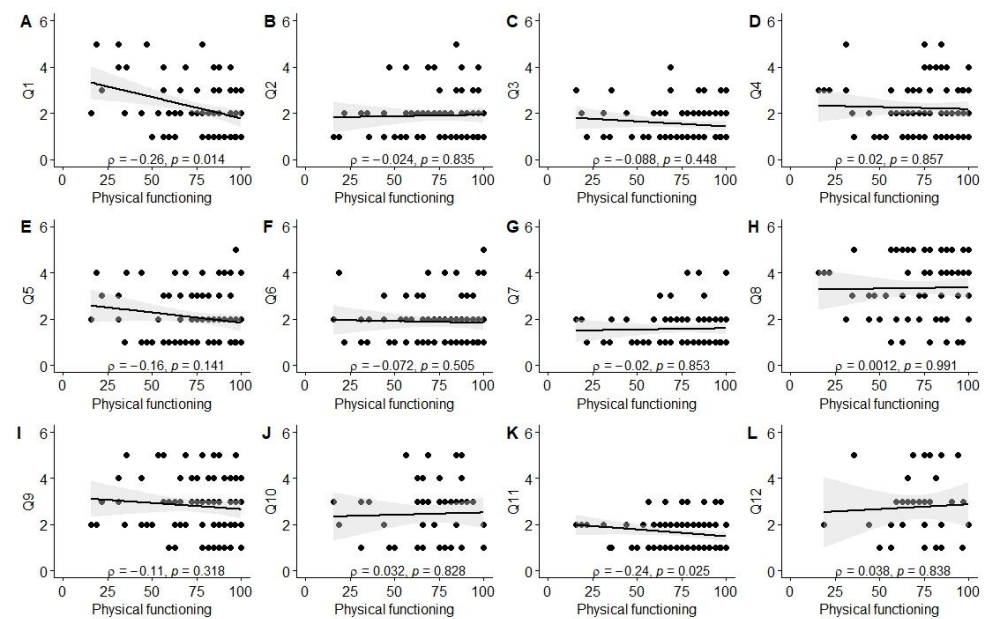 A
6
4
2
0
Q1
ρ = −0.26, p = 0.014
0 25 50 75 100
Physical functioning
B
6
4
2
0
Q2
ρ = −0.024, p = 0.835
0 25 50 75 100
Physical functioning
C
6
4
2
0
Q3
ρ = −0.088, p = 0.448
0 25 50 75 100
Physical functioning
D
6
4
2
0
Q4
ρ = 0.02, p = 0.857
0 25 50 75 100
Physical functioning
E
6
4
2
0
Q5
ρ = −0.16, p = 0.141
0 25 50 75 100
Physical functioning
F
6
4
2
0
Q6
ρ = −0.072, p = 0.505
0 25 50 75 100
Physical functioning
G
6
4
2
0
Q7
ρ = −0.02, p = 0.853
0 25 50 75 100
Physical functioning
H
6
4
2
0
Q8
ρ = 0.0012, p = 0.991
0 25 50 75 100
Physical functioning
I
6
4
2
0
Q9
ρ = −0.11, p = 0.318
0 25 50 75 100
Physical functioning
J
6
4
2
0
Q10
ρ = 0.032, p = 0.828
0 25 50 75 100
Physical functioning
K
6
4
2
0
Q11
ρ = −0.24, p = 0.025
0 25 50 75 100
Physical functioning
L
6
4
2
0
Q12
ρ = 0.038, p = 0.838
0 25 50 75 100
Physical functioning